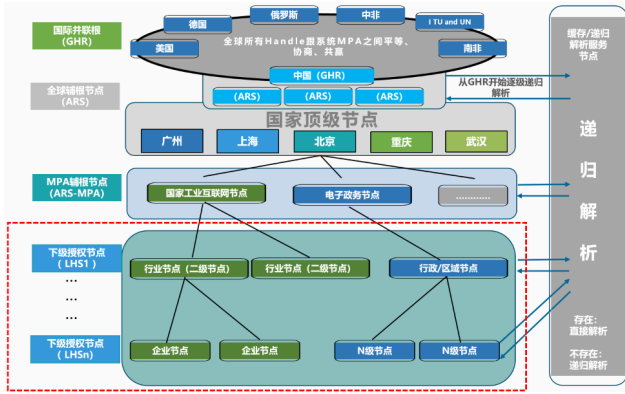 国际并联根
(GHR)
美国
德国
俄罗斯
中非
I TU and UN
南非
全球所有Handle跟系统MPA之间平等、
协商、共赢
中国（GHR）
全球辅根节点
(ARS)
(ARS)
(ARS)
(ARS)
从GHR开始逐级递归
解析
国家顶级节点
广州
上海
北京
重庆
武汉
MPA辅根节点
(ARS-MPA)
国家工业互联网节点
电子政务节点
............
下级授权节点
（LHS1 ）
...
...
...
行业节点（二级节点）
行业节点（二级节点）
行政/区域节点
下级授权节点
（LHSn）
企业节点
企业节点
N级节点
N级节点
缓存/递归
解析服务
节点
递
归
解
析
存在:
直接解析
不存在:
递归解析